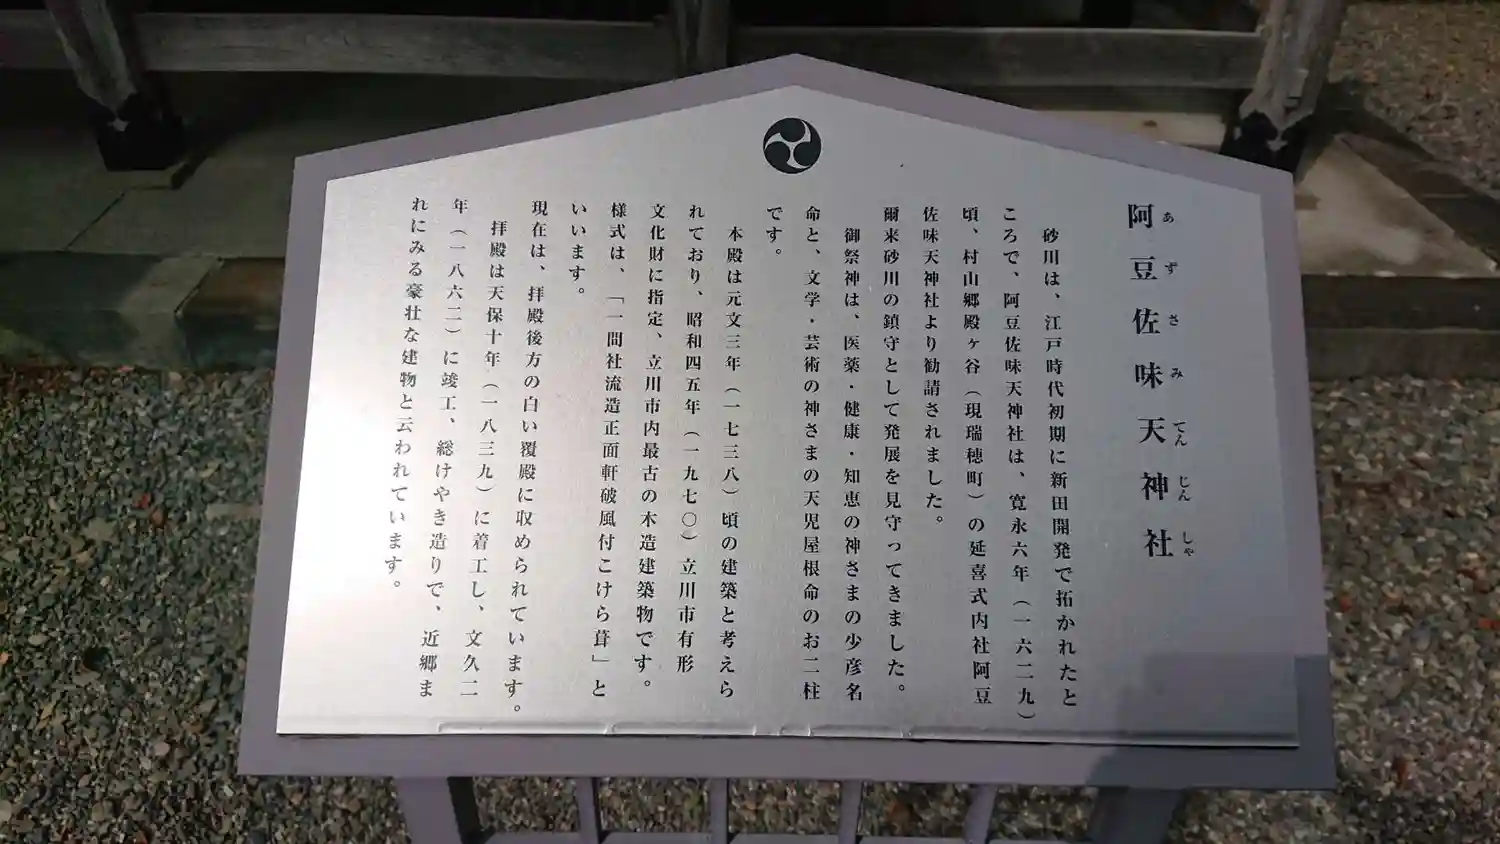 阿豆佐味天神社
あずさみてんじんしゃ
砂川は、江戸時代初期に新田開発で拓かれたと
ころで、阿豆佐味天神社は、寛永六年（一六二九）
頃、村山郷殿ヶ谷（現瑞穂町）の延喜式内社阿豆
佐味天神社より勧請されました。
爾来砂川の鎮守として発展を見守ってきました。
御祭神は、医薬・健康・知恵の神さまの少彦名
命と、文学・芸術の神さまの天児屋根命のお二柱
です。
本殿は元文三年（一七三八）頃の建築と考えら
れており、昭和四五年（一九七〇）立川市有形
文化財に指定、立川市内最古の木造建築物です。
様式は、「一間社流造正面軒破風付こけら葺」と
いいます。
現在は、拝殿後方の白い覆殿に収められています。
拝殿は天保十年（一八三九）に着工し、文久二
年（一八六二）に竣工、総けやき造りで、近郷ま
れにみる豪壮な建物と云われています。